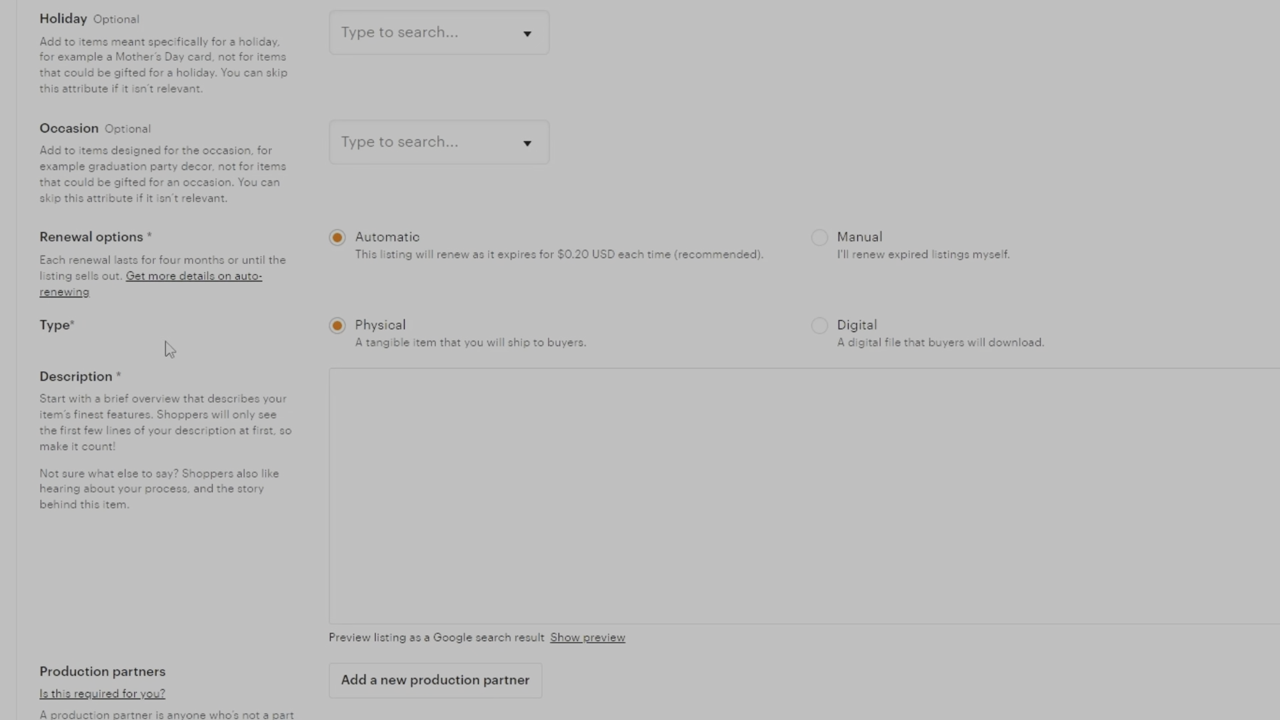 Holiday Optional
Type to search...
Add to items meant specifically for a holiday,
for example a Mother's Day card, not for items
that could be gifted for a holiday. You can skip
this attribute if it isn't relevant.
Occasion Optional
Type to search...
Add to items designed for the occasion, for
example graduation party decor, not for items
that could be gifted for an occasion. You can
skip this attribute if it isn't relevant.
Renewal options *
Automatic
Manual
This listing will renew as it expires for $0.20 USD each time (recommended).
I'll renew expired listings myself.
Each renewal lasts for four months or until the
listing sells out. Get more details on auto-
renewing
Type*
Physical
Digital
A tangible item that you will ship to buyers.
A digital file that buyers will download.
Description *
Start with a brief overview that describes your
item's finest features. Shoppers will only see
the first few lines of your description at first, so
make it count!
Not sure what else to say? Shoppers also like
hearing about your process, and the story
behind this item.
Preview listing as a Google search result Show preview
Production partners
Add a new production partner
Is this required for you?
A production partner is anyone who's not a part